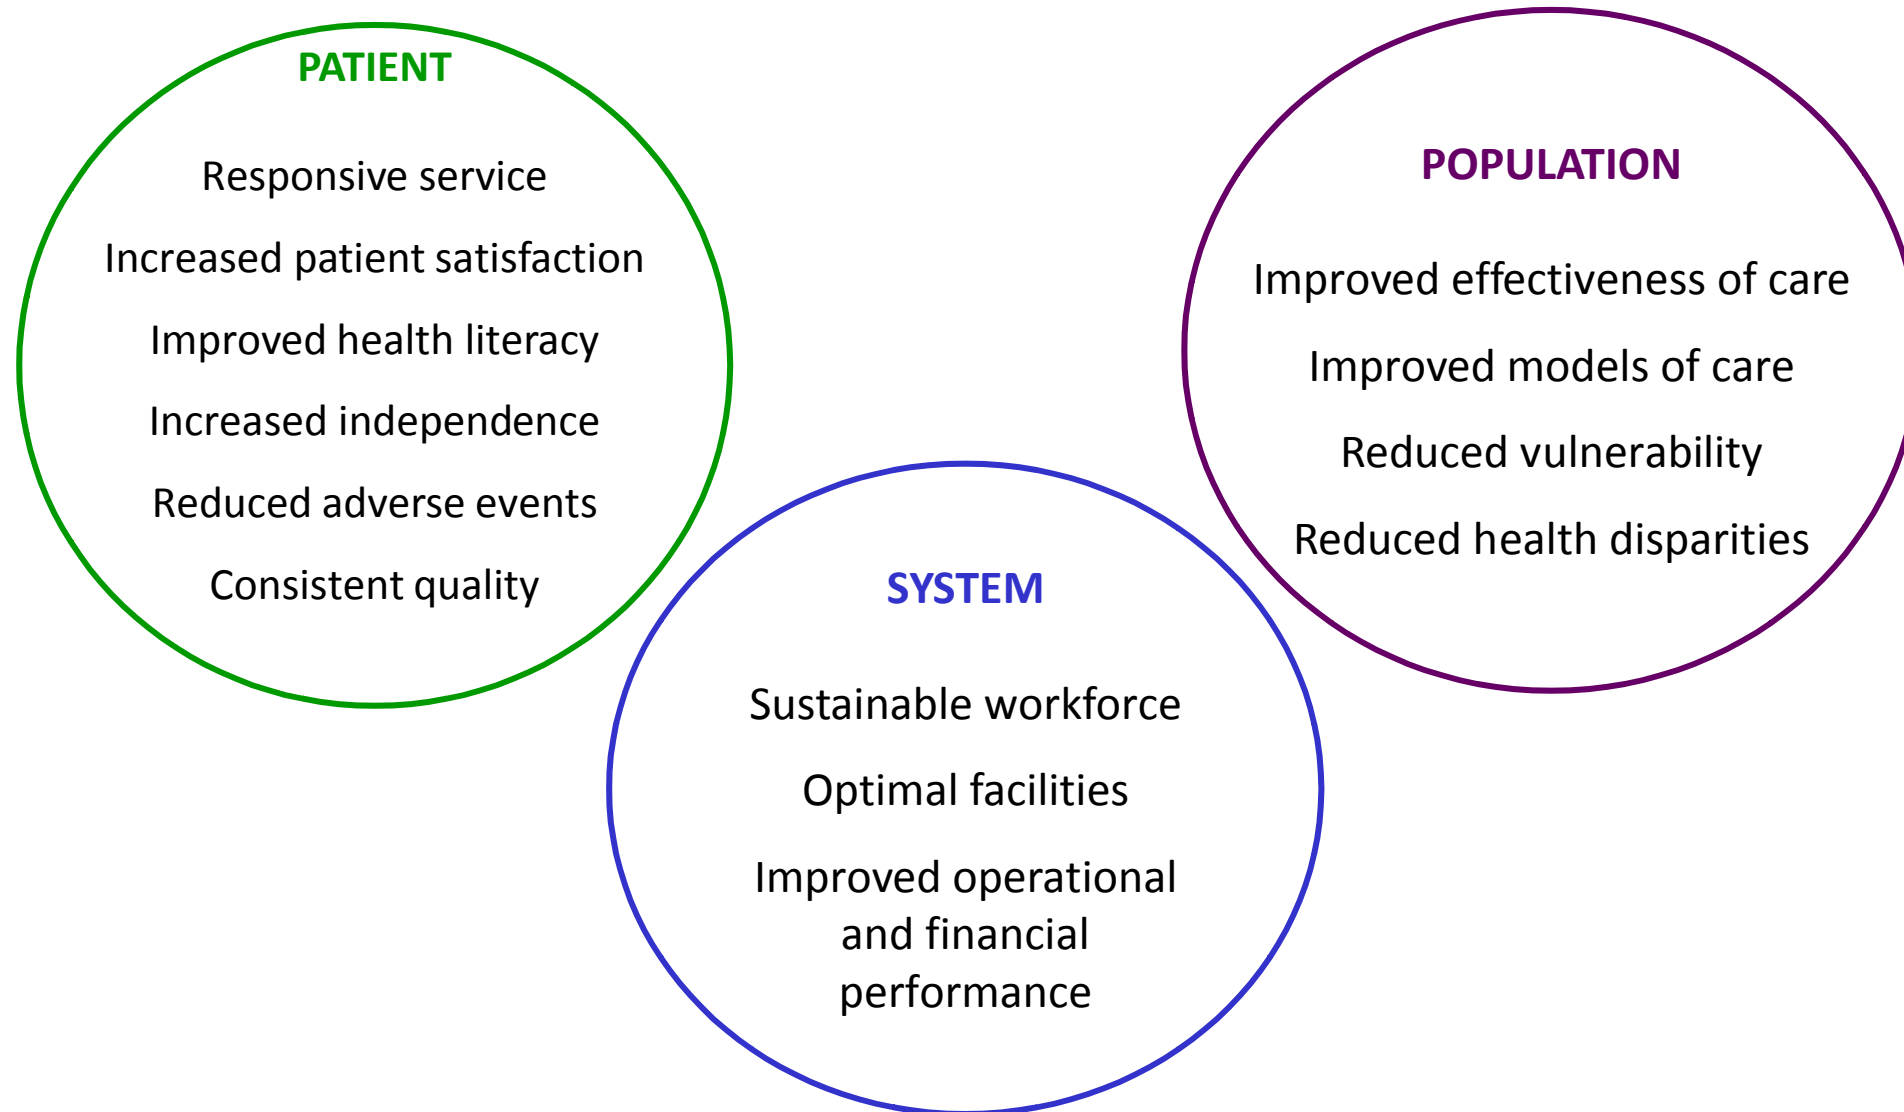 PATIENT
Responsive service
Increased patient satisfaction
Improved health literacy
Increased independence
Reduced adverse events
Consistent quality
POPULATION
Improved effectiveness of care
Improved models of care
Reduced vulnerability
Reduced health disparities
SYSTEM
Sustainable workforce
Optimal facilities
Improved operational
and financial
performance